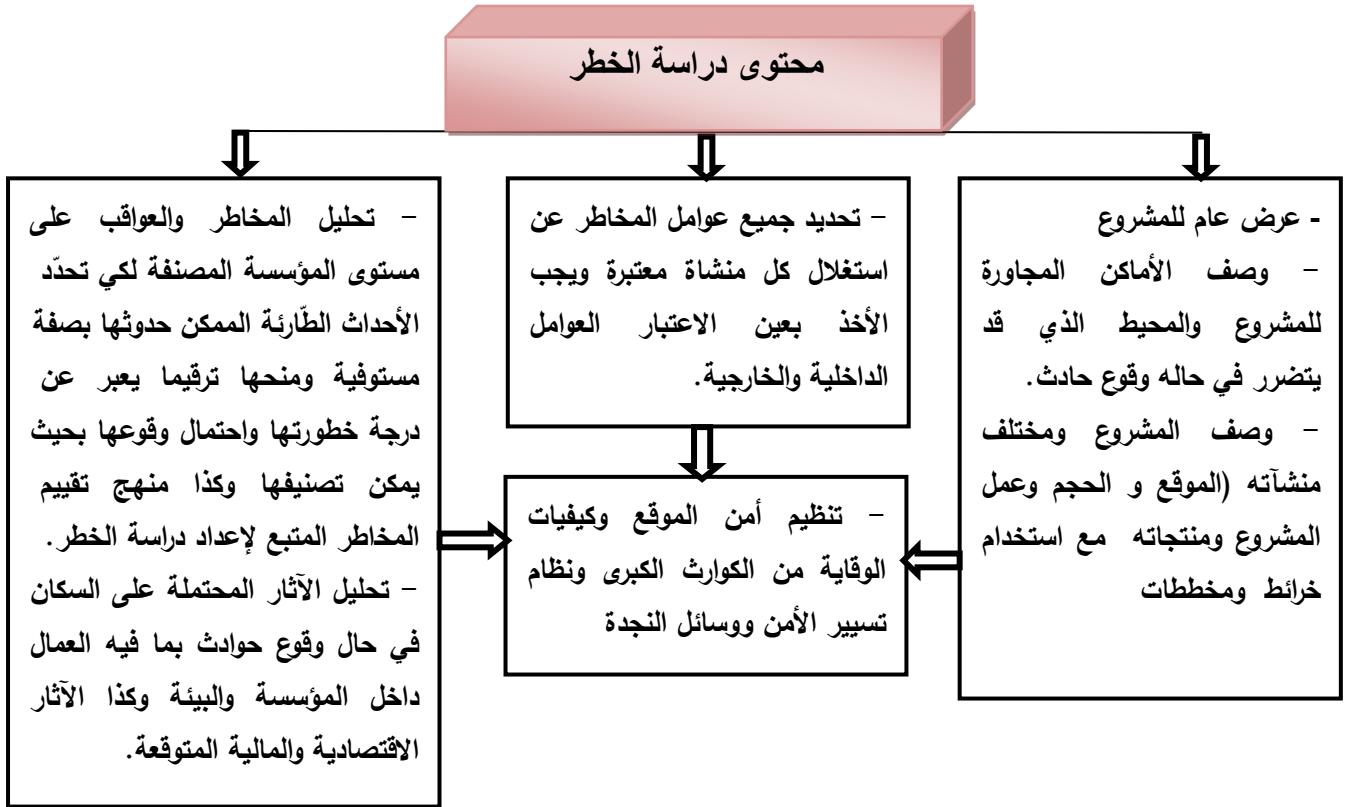 محتوى دراسة الخطر
- عرض عام للمشروع
– وصف الأماكن المجاورة
للمشروع والمحيط الذي قد
يتضرر في حاله وقوع حادث.
– وصف المشروع ومختلف
منشآته (الموقع و الحجم وعمل
المشروع ومنتجاته مع استخدام
خرائط ومخططات
– تحديد جميع عوامل المخاطر عن
استغلال كل منشاة معتبرة ويجب
الأخذ بعين الاعتبار العوامل
الداخلية والخارجية.
– تنظيم أمن الموقع وكيفيات
الوقاية من الكوارث الكبرى ونظام
تسيير الأمن ووسائل النجدة
– تحليل المخاطر والعواقب على
مستوى المؤسسة المصنفة لكي تحدّد
الأحداث الطّارئة الممكن حدوثها بصفة
مستوفية ومنحها ترقيما يعبر عن
درجة خطورتها واحتمال وقوعها بحيث
يمكن تصنيفها وكذا منهج تقييم
المخاطر المتبع لإعداد دراسة الخطر.
– تحليل الآثار المحتملة على السكان
في حال وقوع حوادث بما فيه العمال
داخل المؤسسة والبيئة وكذا الآثار
الاقتصادية والمالية المتوقعة.